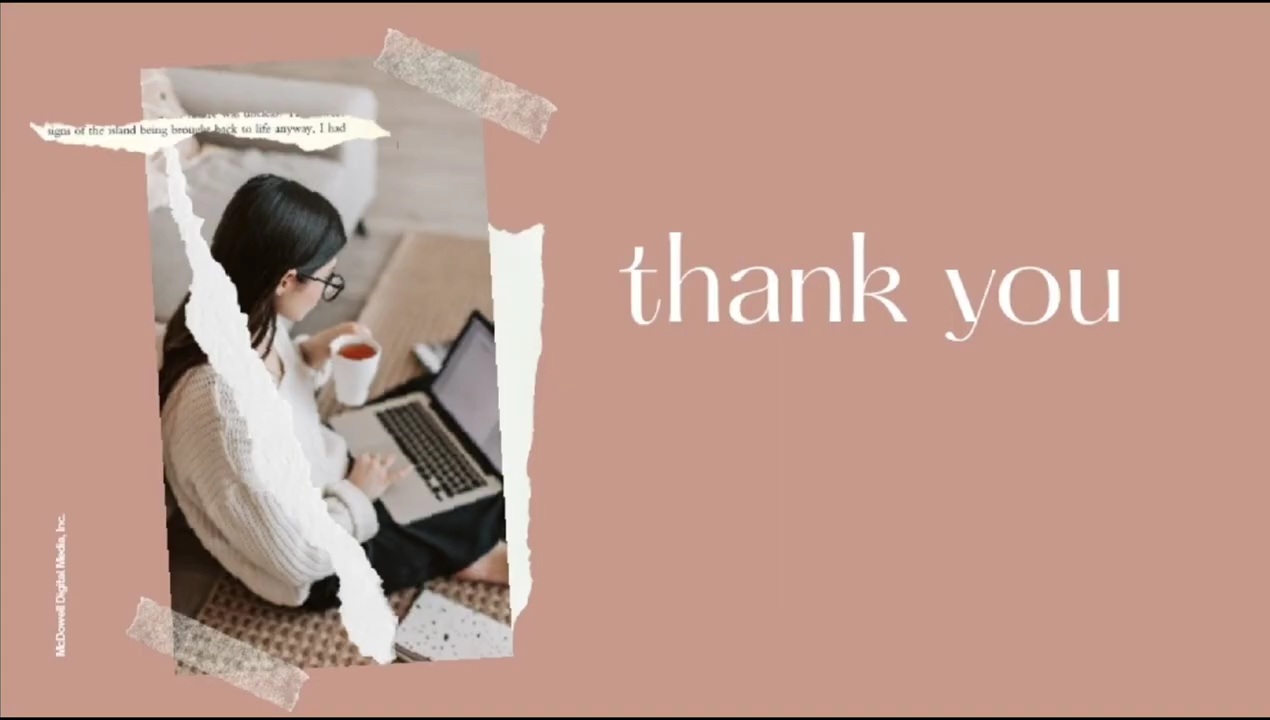 signs of the island being brought back to life anyway, I had
thank you
McDowell Digital Media, Inc.